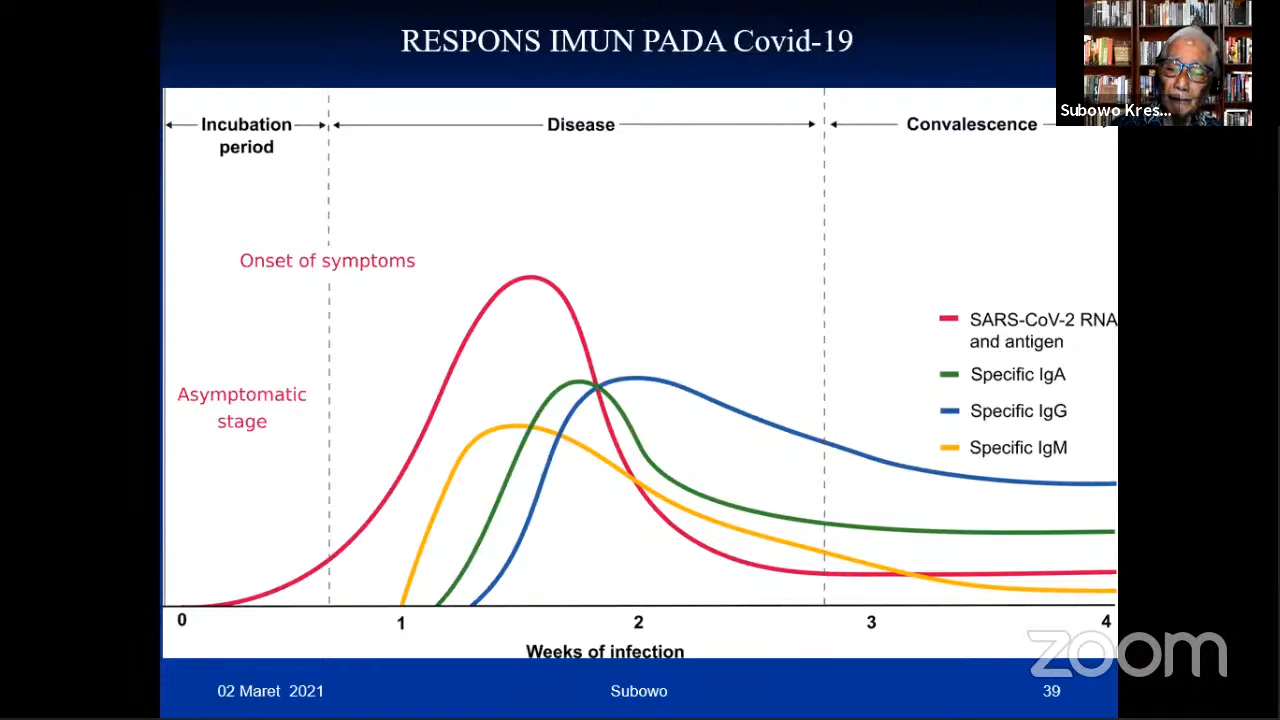 RESPONS IMUN PADA Covid-19
Subowo Kres...
Incubation
period
Disease
Convalescence
Onset of symptoms
Asymptomatic
stage
SARS-CoV-2 RNA
and antigen
Specific IgA
Specific IgG
Specific IgM
0
1
2
3
4
Weeks of infection
zoom
02 Maret 2021
Subowo
39